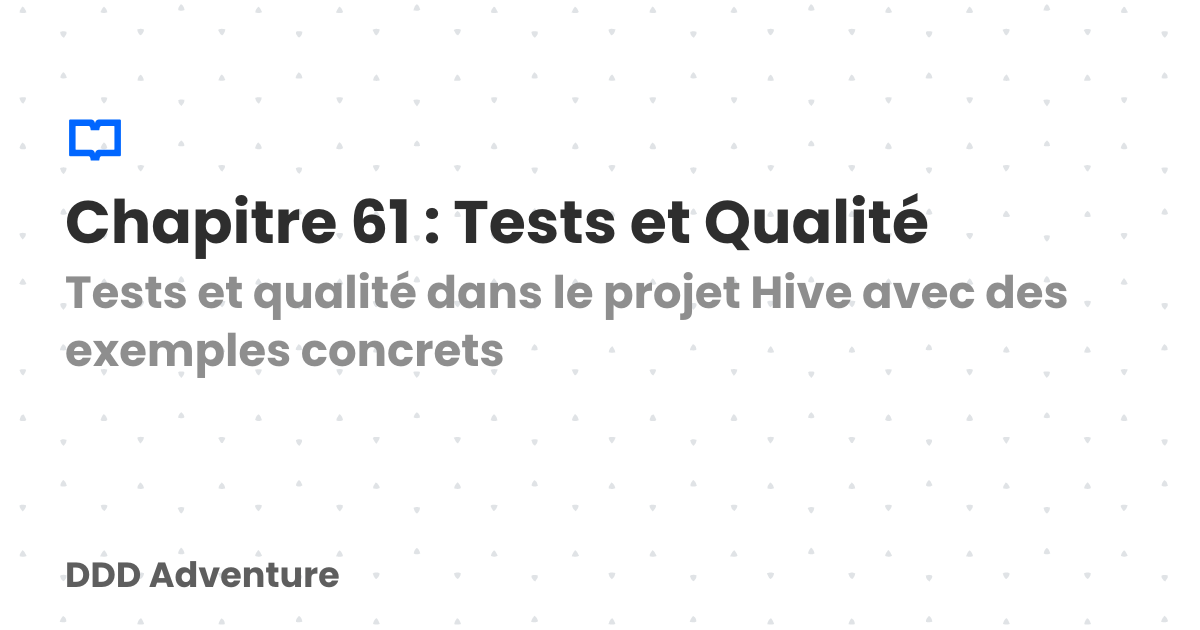 Chapitre 61 : Tests et Qualité
Tests et qualité dans le projet Hive avec des
exemples concrets
DDD Adventure